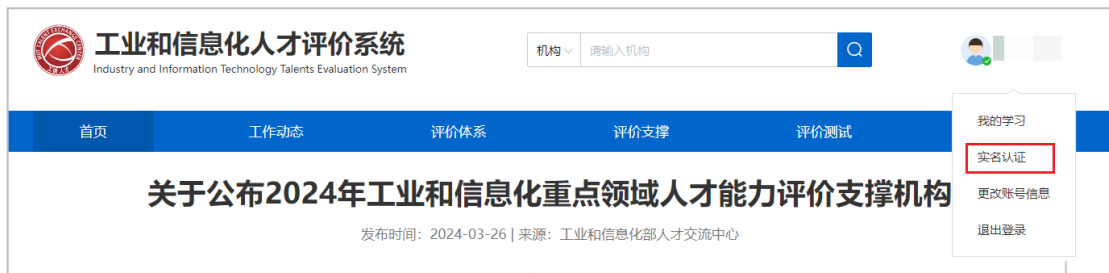 工业和信息化人才评价系统
Industry and Information Technology Talents Evaluation System
机构
请输入机构
首页
工作动态
评价体系
评价支撑
评价测试
我的学习
实名认证
更改账号信息
退出登录
关于公布2024年工业和信息化重点领域人才能力评价支撑机构
发布时间：2024-03-26 | 来源：工业和信息化部人才交流中心